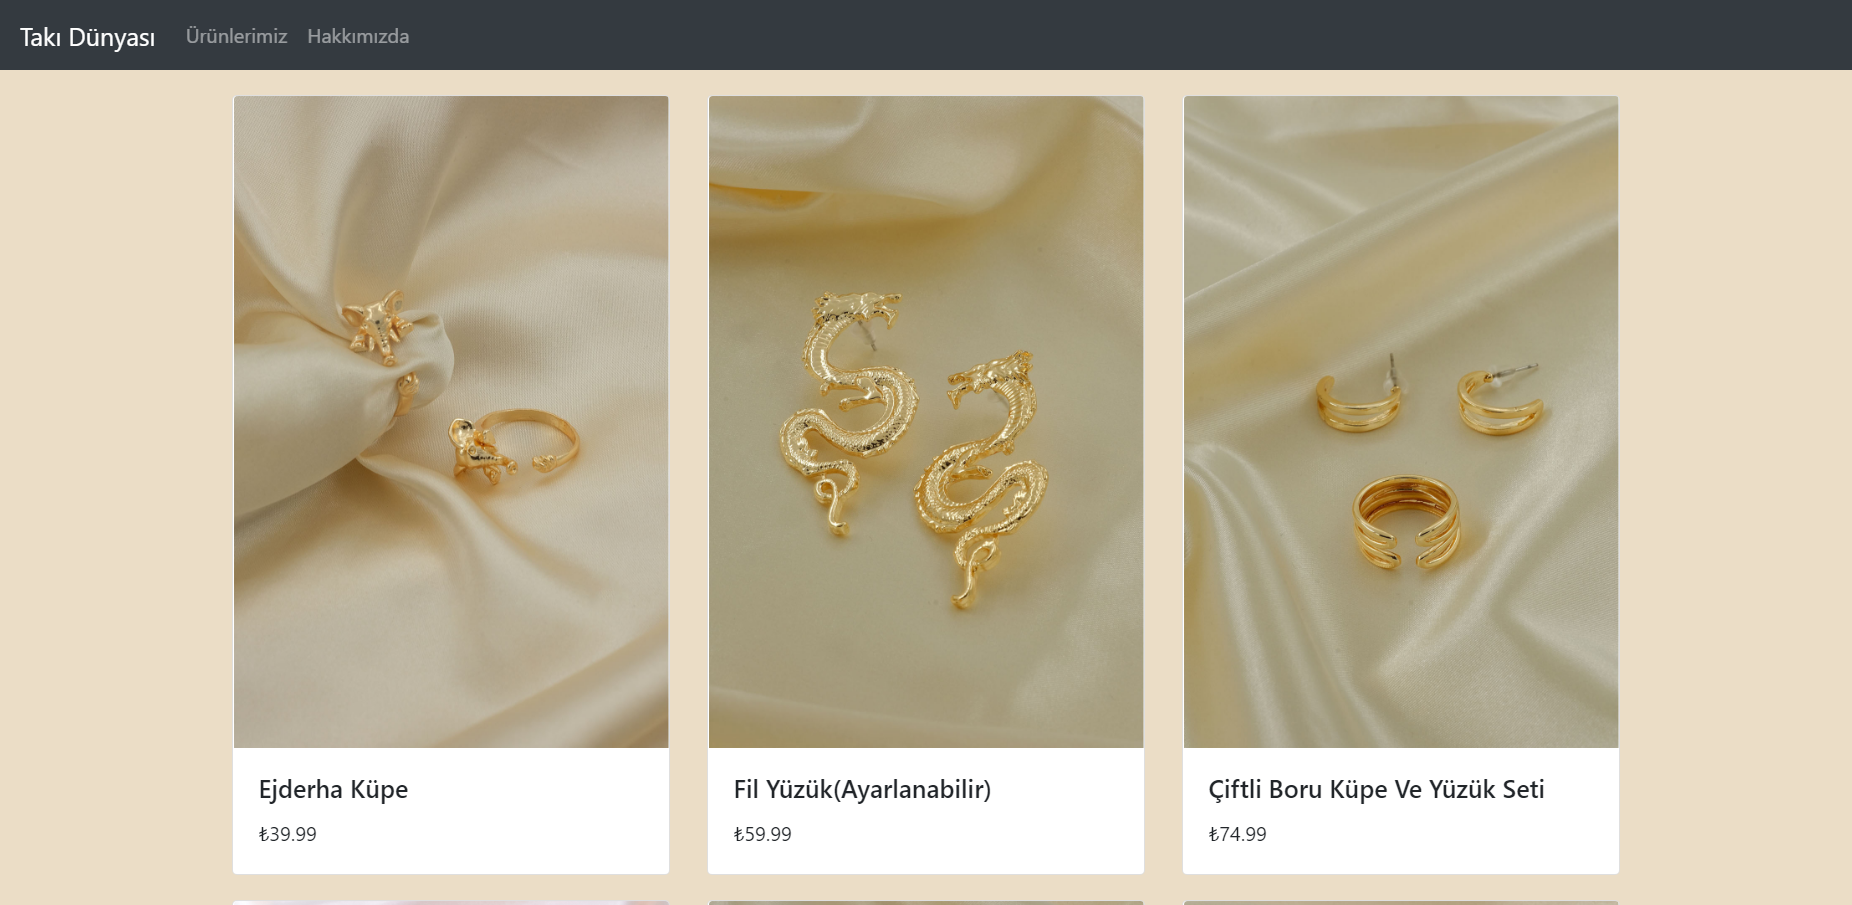 Takı Dünyası
Ürünlerimiz
Hakkımızda
Ejderha Küpe
₺39.99
Fil Yüzük(Ayarlanabilir)
₺59.99
Çiftli Boru Küpe Ve Yüzük Seti
₺74.99